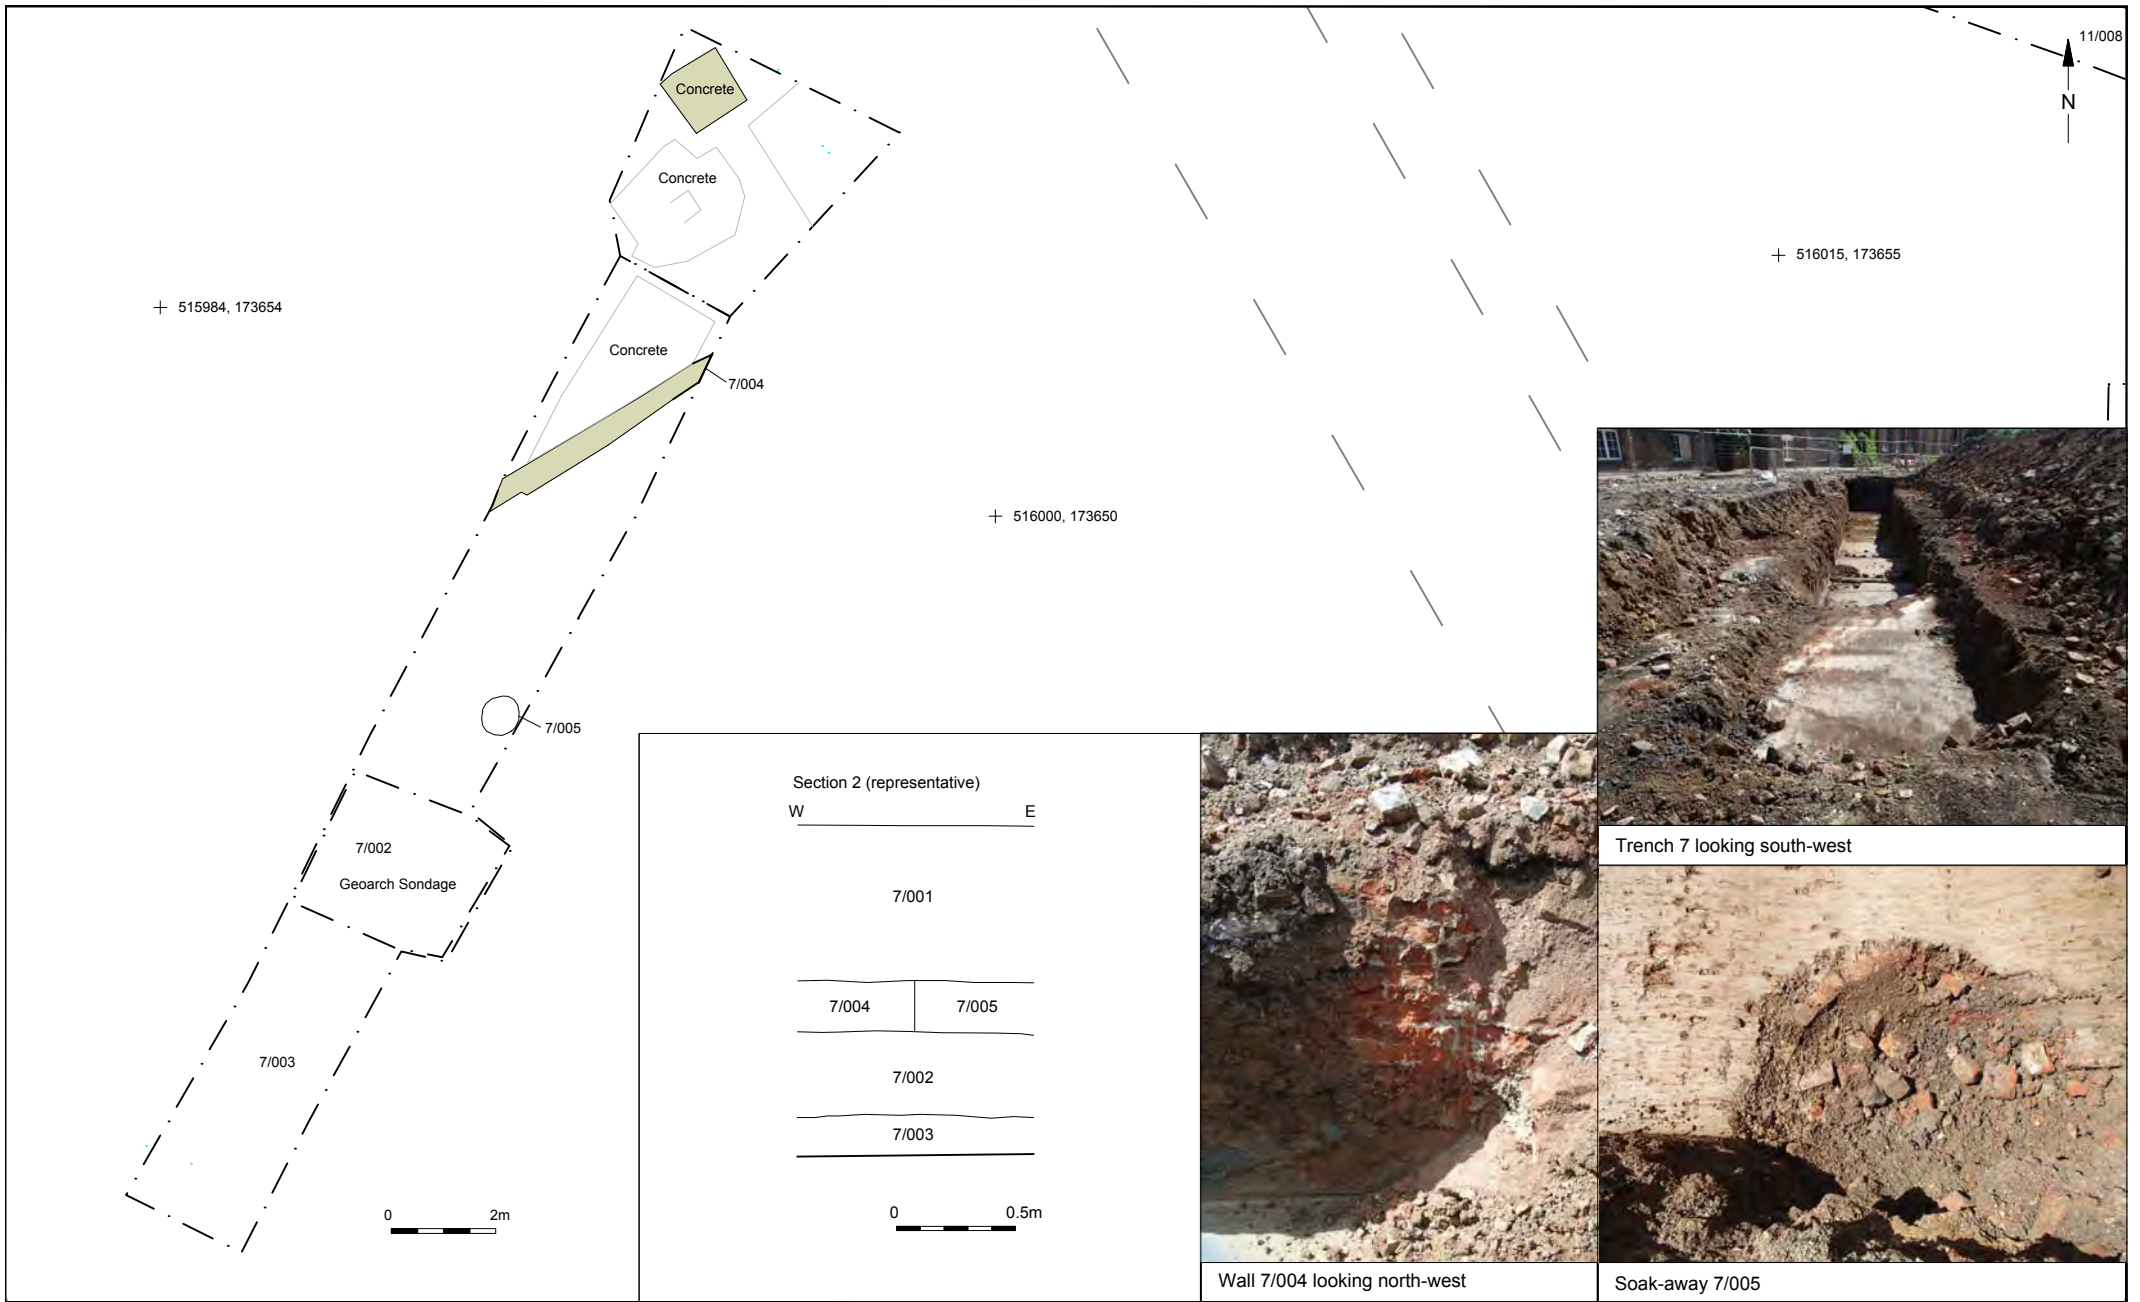 11/008
N
Concrete
Concrete
516015, 173655
515984, 173654
Concrete
7/004
516000, 173650
7/005
7/002
Geoarch Sondage
7/003
0 2m
Section 2 (representative)
W E
7/001
7/004 7/005
7/002
7/003
0 0.5m
Trench 7 looking south-west
Wall 7/004 looking north-west
Soak-away 7/005